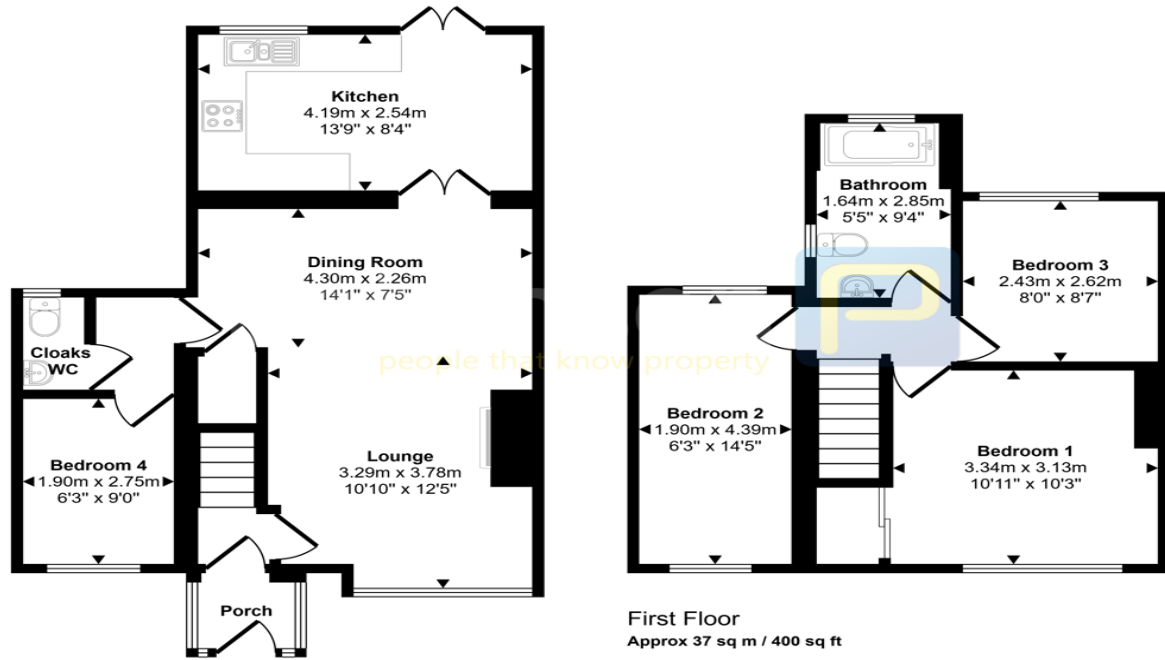 Kitchen
4.19m x 2.54m
13'9" x 8'4"
Dining Room
4.30m x 2.26m
14'1" x 7'5"
Cloaks
WC
Bedroom 4
1.90m x 2.75m
6'3" x 9'0"
Lounge
3.29m x 3.78m
10'10" x 12'5"
Porch
Bathroom
1.64m x 2.85m
5'5" x 9'4"
Bedroom 3
2.43m x 2.62m
8'0" x 8'7"
Bedroom 2
1.90m x 4.39m
6'3" x 14'5"
Bedroom 1
3.34m x 3.13m
10'11" x 10'3"
people that know property
First Floor
Approx 37 sq m / 400 sq ft